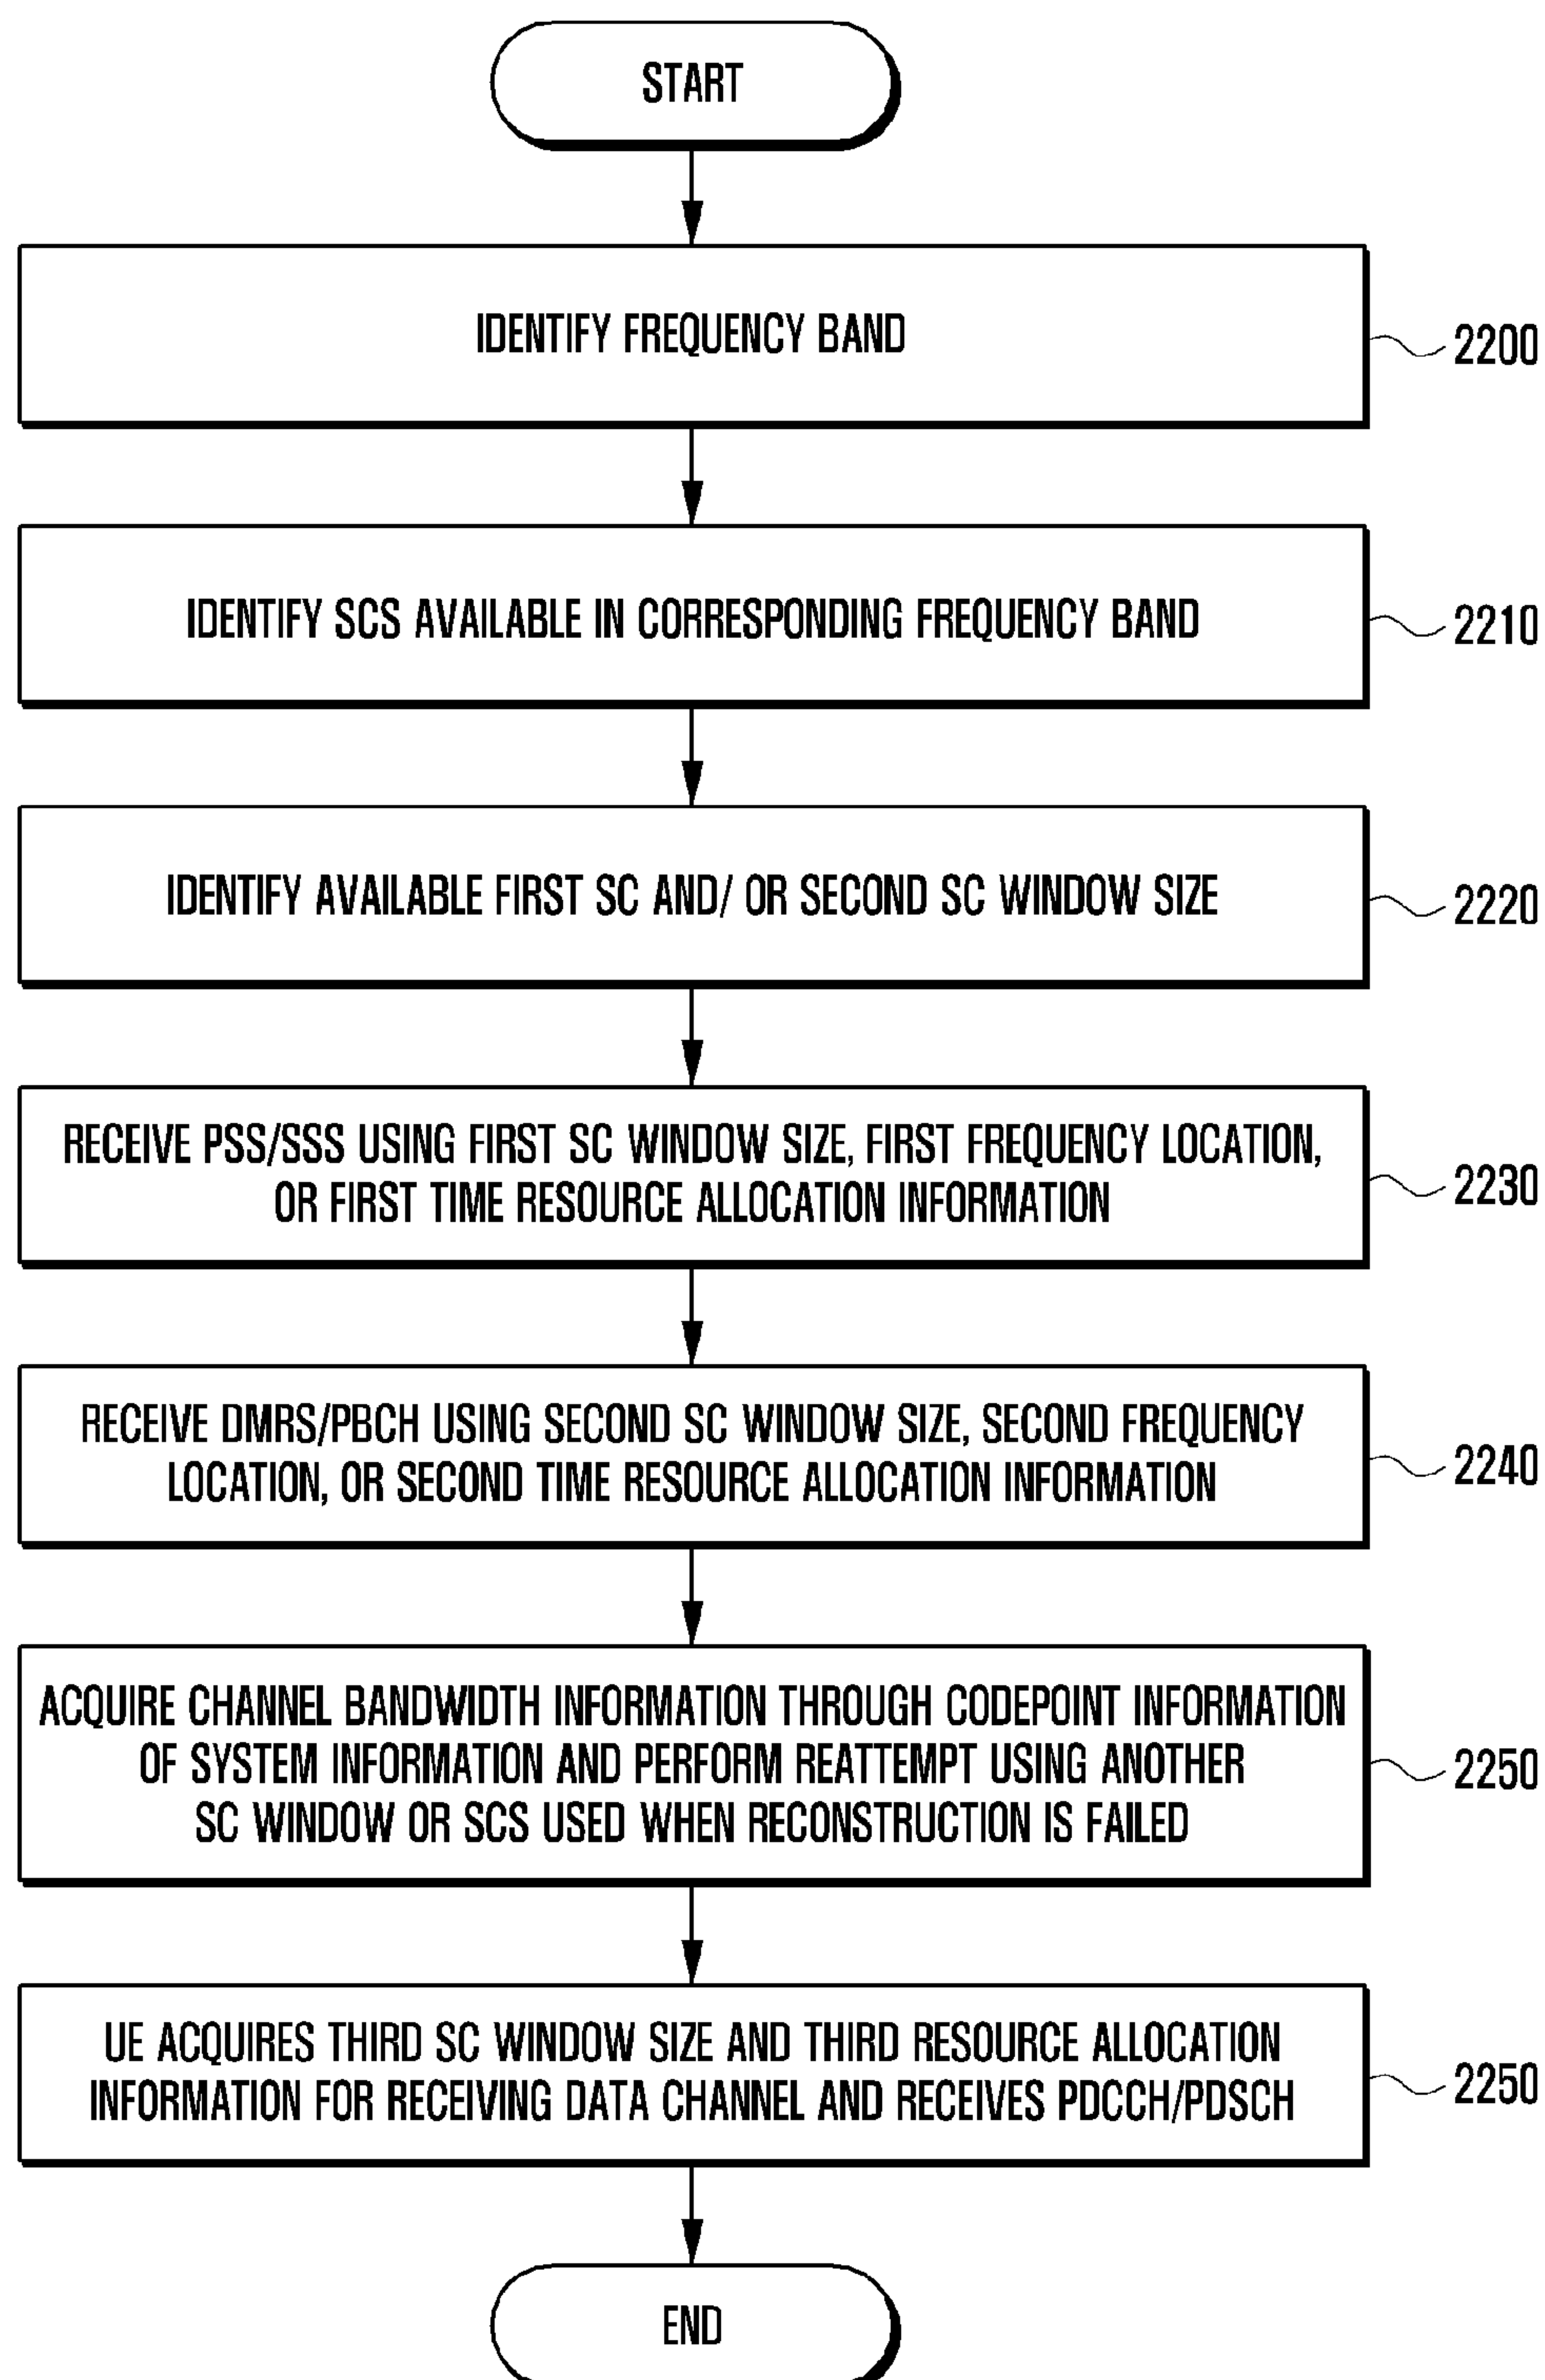 START
IDENTIFY FREQUENCY BAND
2200
IDENTIFY SCS AVAILABLE IN CORRESPONDING FREQUENCY BAND
2210
IDENTIFY AVAILABLE FIRST SC AND/ OR SECOND SC WINDOW SIZE
2220
RECEIVE PSS/SSS USING FIRST SC WINDOW SIZE, FIRST FREQUENCY LOCATION,
OR FIRST TIME RESOURCE ALLOCATION INFORMATION
2230
RECEIVE DMRS/PBCH USING SECOND SC WINDOW SIZE, SECOND FREQUENCY
LOCATION, OR SECOND TIME RESOURCE ALLOCATION INFORMATION
2240
ACQUIRE CHANNEL BANDWIDTH INFORMATION THROUGH CODEPOINT INFORMATION
OF SYSTEM INFORMATION AND PERFORM REATTEMPT USING ANOTHER
SC WINDOW OR SCS USED WHEN RECONSTRUCTION IS FAILED
2250
UE ACQUIRES THIRD SC WINDOW SIZE AND THIRD RESOURCE ALLOCATION
INFORMATION FOR RECEIVING DATA CHANNEL AND RECEIVES PDCCH/PDSCH
2250
END